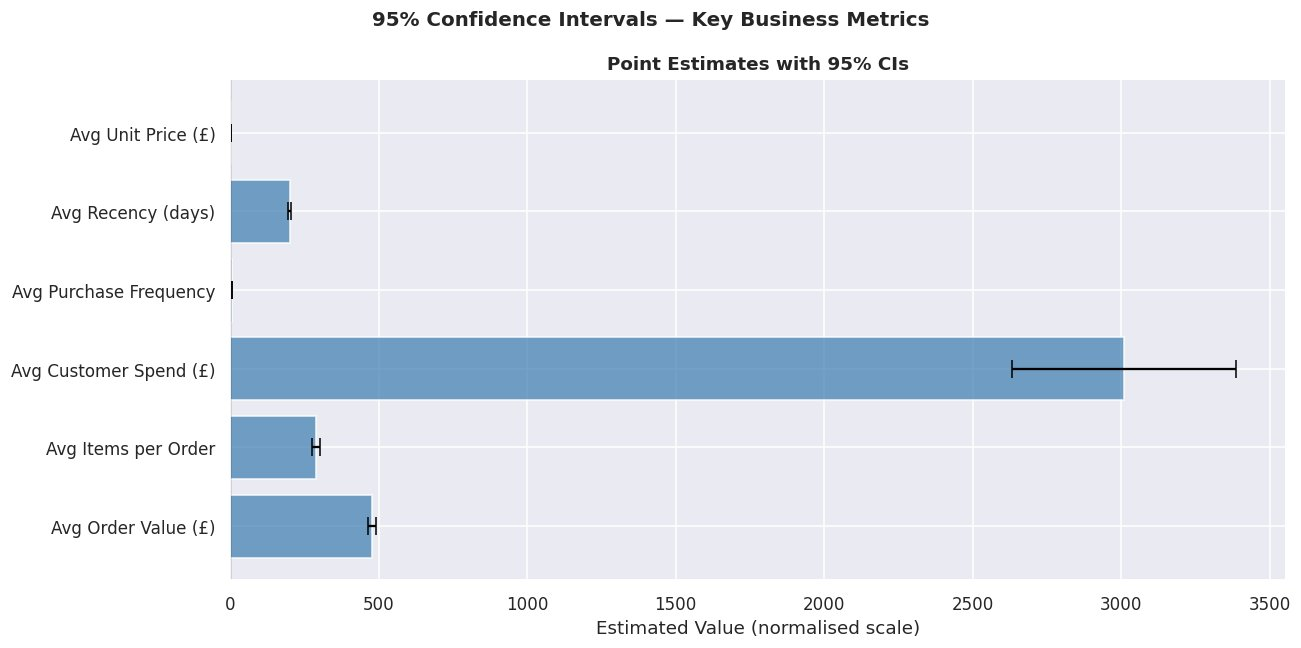 95% Confidence Intervals — Key Business Metrics
Point Estimates with 95% CIs
Avg Unit Price (£)
Avg Recency (days)
Avg Purchase Frequency
Avg Customer Spend (£)
Avg Items per Order
Avg Order Value (£)
0 500 1000 1500 2000 2500 3000 3500
Estimated Value (normalised scale)